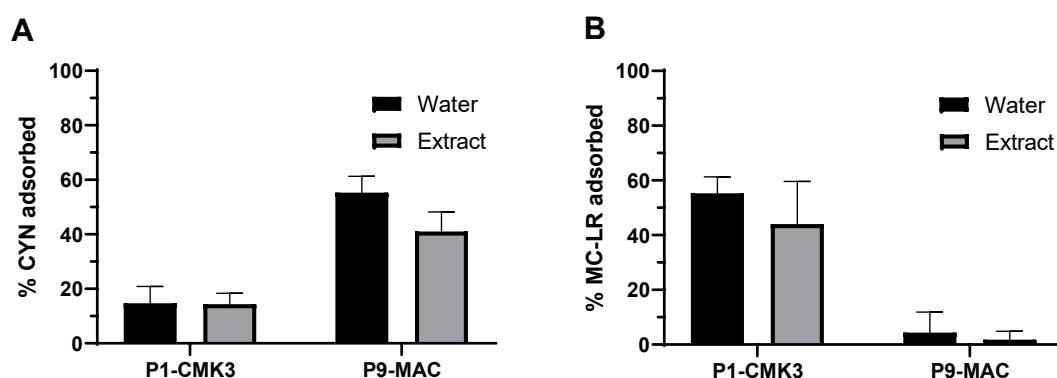 A
% CYN adsorbed
100
80
60
40
20
0
Water
Extract
P1-CMK3
P9-MAC
B
% MC-LR adsorbed
100
80
60
40
20
0
Water
Extract
P1-CMK3
P9-MAC